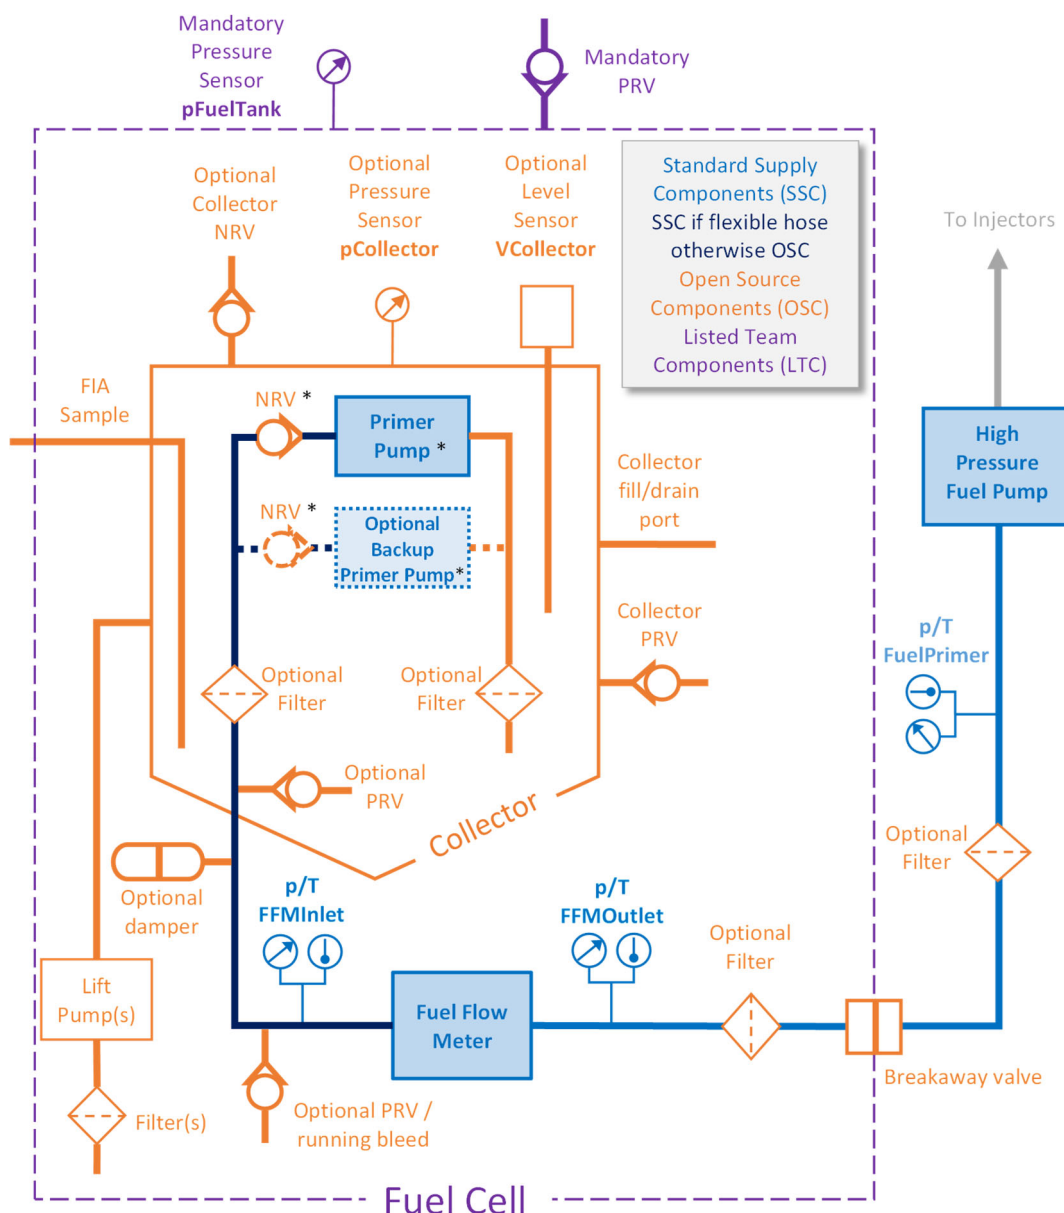 Mandatory
Pressure
Sensor
pFuelTank
Mandatory
PRV
Optional
Collector
NRV
Optional
Pressure
Sensor
pCollector
Optional
Level
Sensor
VCollector
Standard Supply
Components (SSC)
SSC if flexible hose
otherwise OSC
Open Source
Components (OSC)
Listed Team
Components (LTC)
To Injectors
FIA
Sample
NRV *
Primer
Pump *
NRV *
Optional
Backup
Primer Pump*
Collector
fill/drain
port
High
Pressure
Fuel Pump
Collector
PRV
p/T
FuelPrimer
Optional
Filter
Optional
Filter
Optional
PRV
Collector
Optional
Filter
Optional
damper
p/T
FFMInlet
p/T
FFMOutlet
Optional
Filter
Lift
Pump(s)
Fuel Flow
Meter
Breakaway valve
Filter(s)
Optional PRV /
running bleed
Fuel Cell